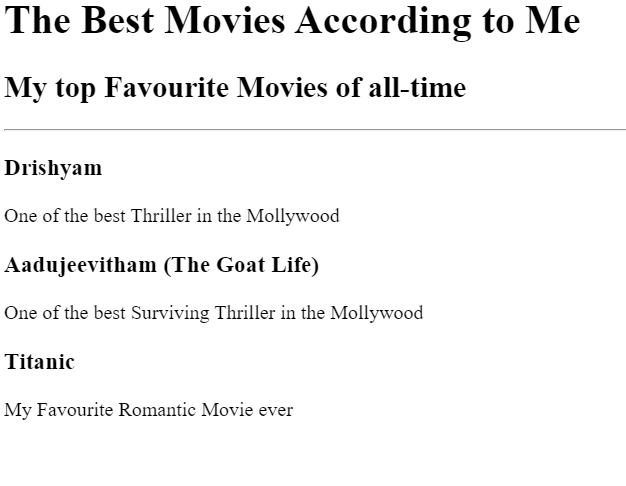 The Best Movies According to Me
My top Favourite Movies of all-time
Drishyam
One of the best Thriller in the Mollywood
Aadujeevitham (The Goat Life)
One of the best Surviving Thriller in the Mollywood
Titanic
My Favourite Romantic Movie ever